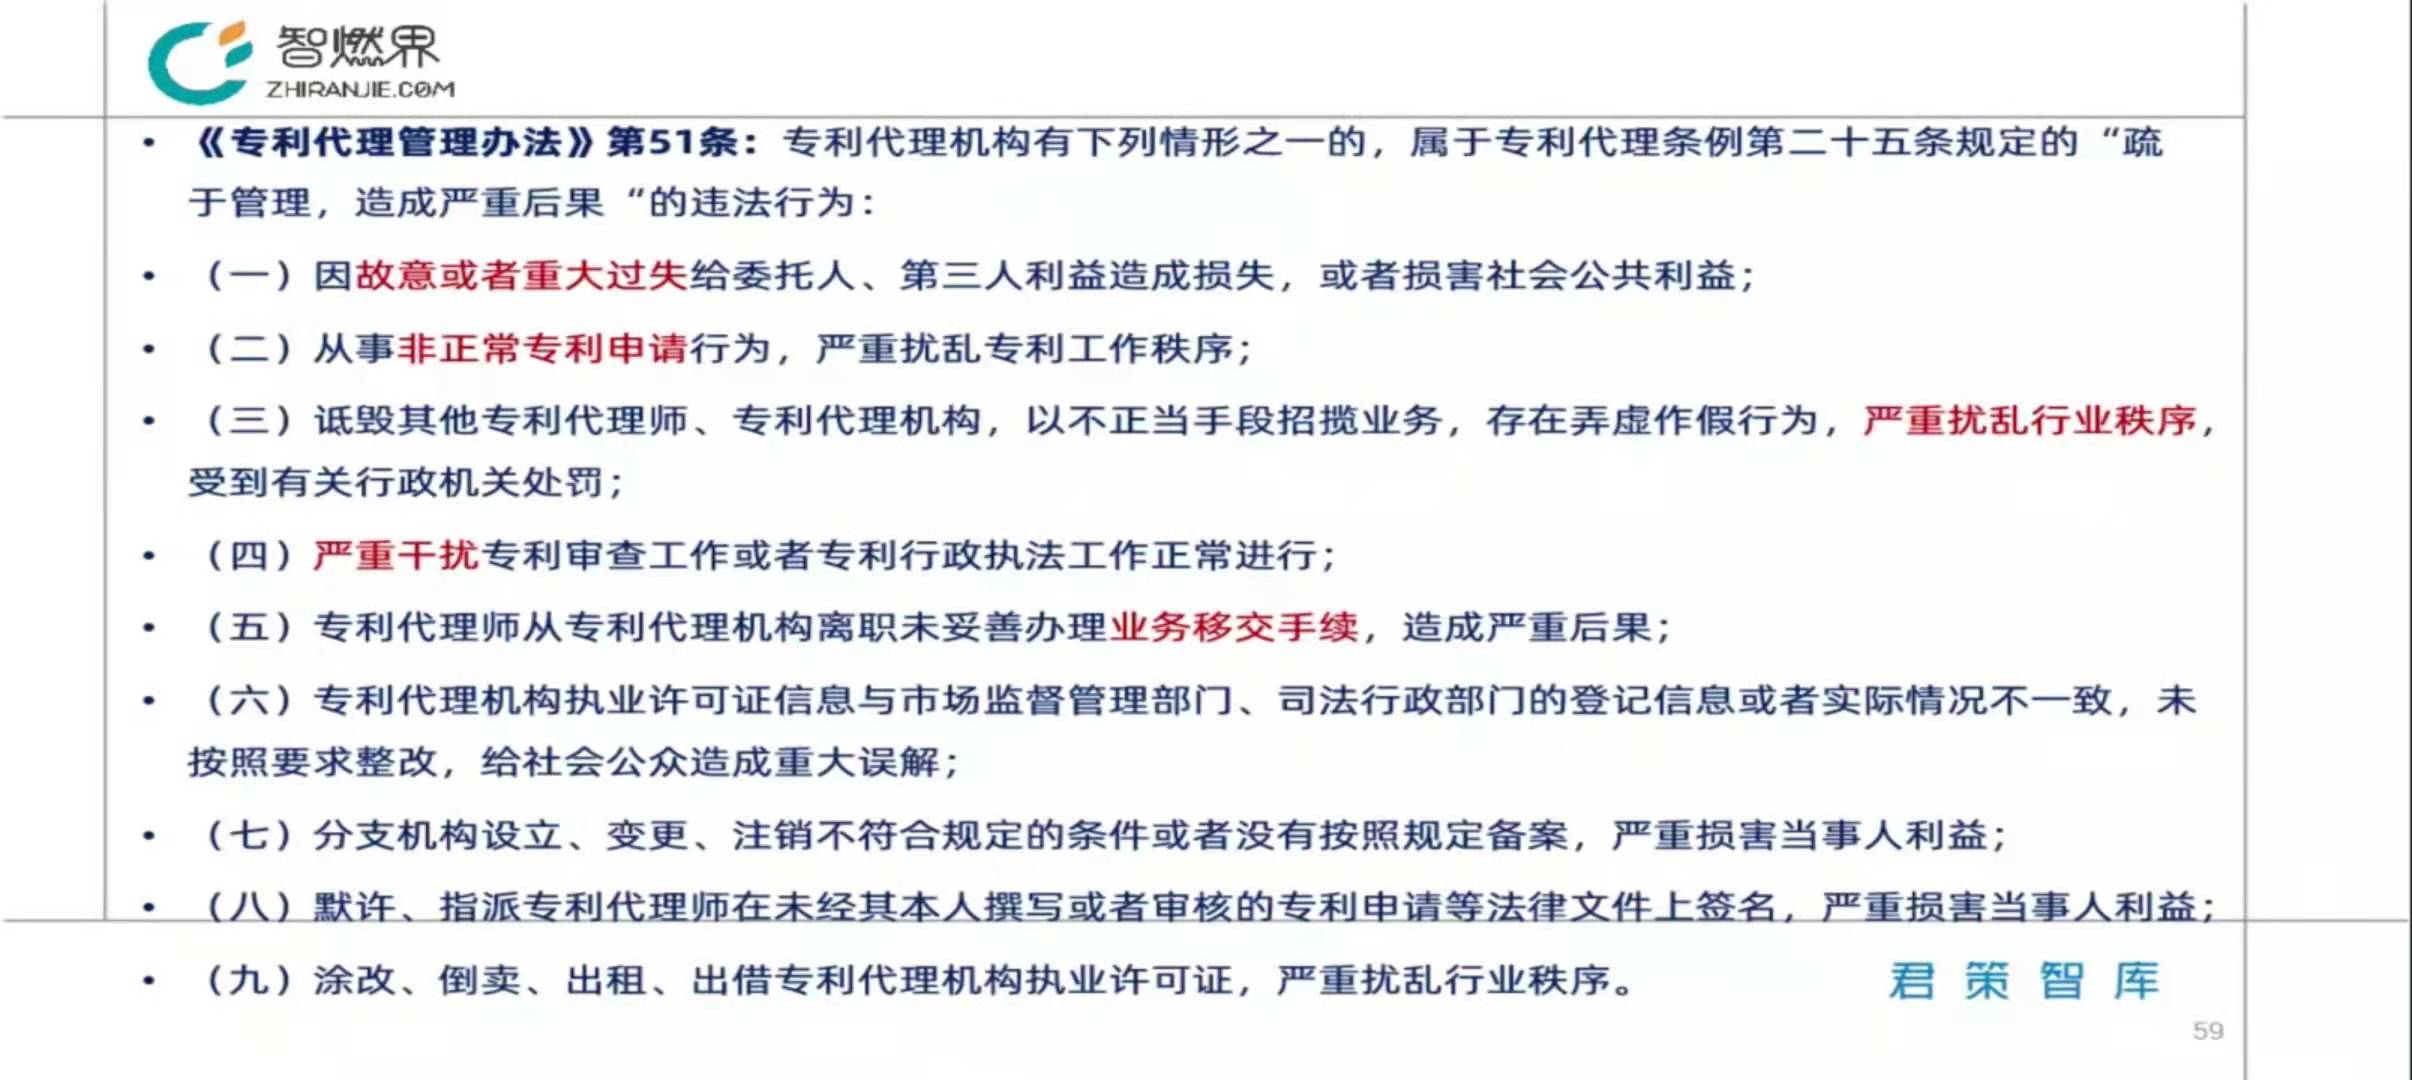 智燃界
ZHIRANJIE.COM
• 《专利代理管理办法》第51条：专利代理机构有下列情形之一的，属于专利代理条例第二十五条规定的“疏
于管理，造成严重后果“的违法行为：
• （一）因故意或者重大过失给委托人、第三人利益造成损失，或者损害社会公共利益；
• （二）从事非正常专利申请行为，严重扰乱专利工作秩序；
• （三）诋毁其他专利代理师、专利代理机构，以不正当手段招揽业务，存在弄虚作假行为，严重扰乱行业秩序，
受到有关行政机关处罚；
• （四）严重干扰专利审查工作或者专利行政执法工作正常进行；
• （五）专利代理师从专利代理机构离职未妥善办理业务移交手续，造成严重后果；
• （六）专利代理机构执业许可证信息与市场监督管理部门、司法行政部门的登记信息或者实际情况不一致，未
按照要求整改，给社会公众造成重大误解；
• （七）分支机构设立、变更、注销不符合规定的条件或者没有按照规定备案，严重损害当事人利益；
• （八）默许、指派专利代理师在未经其本人撰写或者审核的专利申请等法律文件上签名，严重损害当事人利益；
• （九）涂改、倒卖、出租、出借专利代理机构执业许可证，严重扰乱行业秩序。
君策智库
59